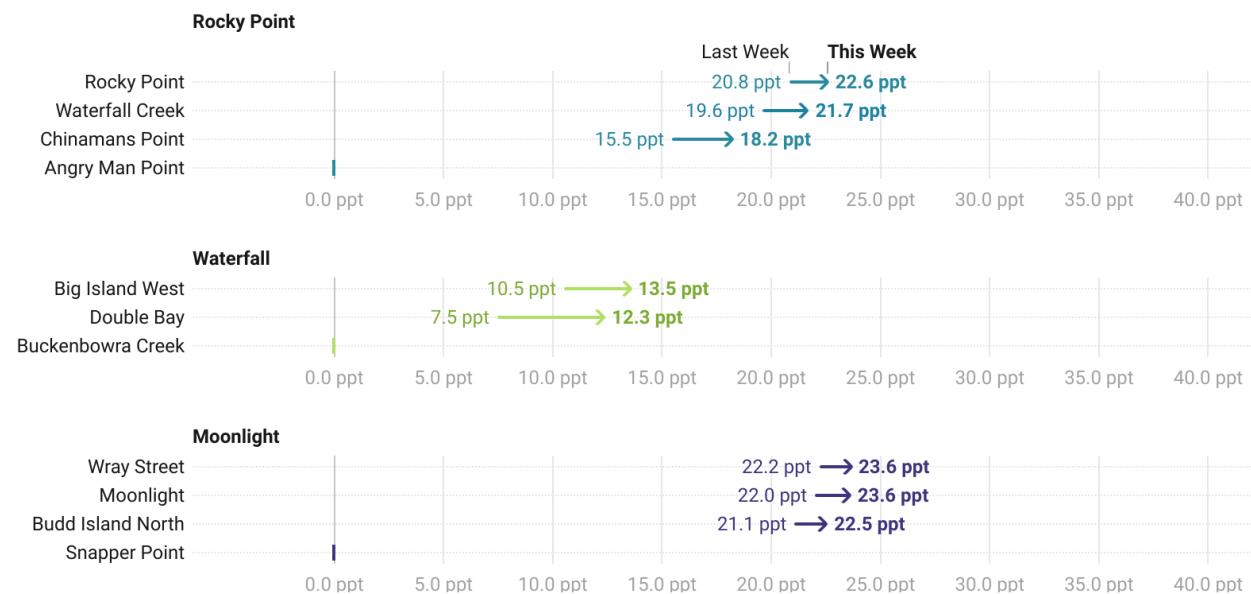 Rocky Point
Last Week This Week
Rocky Point 20.8 ppt 22.6 ppt
Waterfall Creek 19.6 ppt 21.7 ppt
Chinamans Point 15.5 ppt 18.2 ppt
Angry Man Point
0.0 ppt 5.0 ppt 10.0 ppt 15.0 ppt 20.0 ppt 25.0 ppt 30.0 ppt 35.0 ppt 40.0 ppt
Waterfall
Big Island West 10.5 ppt 13.5 ppt
Double Bay 7.5 ppt 12.3 ppt
Buckenbowra Creek
0.0 ppt 5.0 ppt 10.0 ppt 15.0 ppt 20.0 ppt 25.0 ppt 30.0 ppt 35.0 ppt 40.0 ppt
Moonlight
Wray Street 22.2 ppt 23.6 ppt
Moonlight 22.0 ppt 23.6 ppt
Budd Island North 21.1 ppt 22.5 ppt
Snapper Point
0.0 ppt 5.0 ppt 10.0 ppt 15.0 ppt 20.0 ppt 25.0 ppt 30.0 ppt 35.0 ppt 40.0 ppt